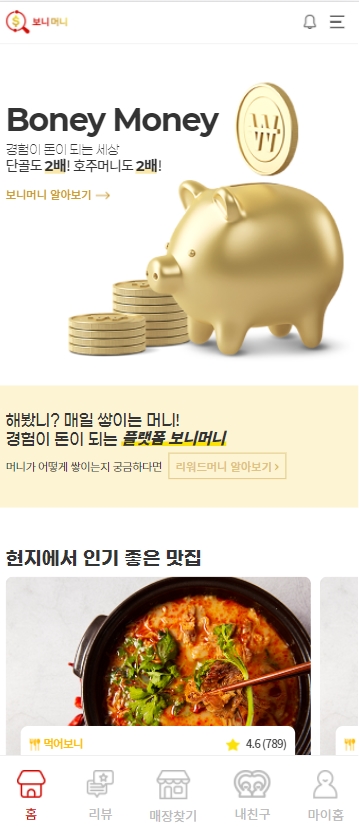 보니머니
Boney Money
경험이 돈이 되는 세상
단골도 2배! 호주머니도 2배!
보니머니 알아보기 →
해봤니? 매일 쌓이는 머니!
경험이 돈이 되는 플랫폼 보니머니
머니가 어떻게 쌓이는지 궁금하다면 리워드머니 알아보기 >
현지에서 인기 좋은 맛집
먹어보니 4.6 (789)
홈 리뷰 매장찾기 내친구 마이홈